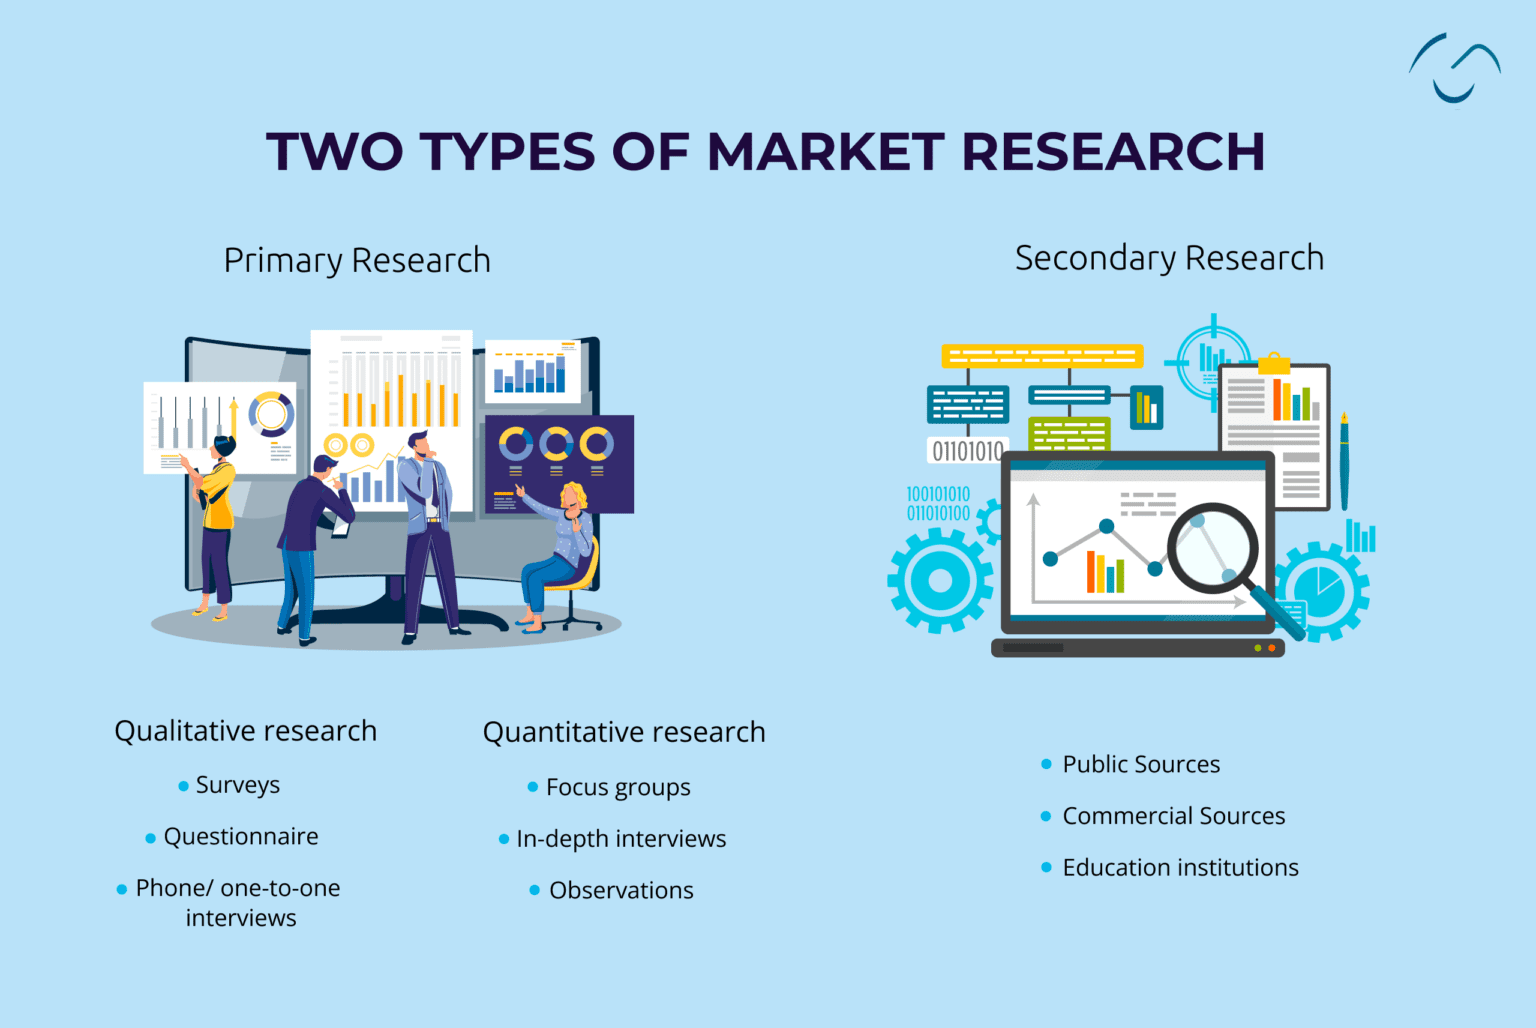 TWO TYPES OF MARKET RESEARCH
Primary Research
Secondary Research
01101010
100101010
011010100
Qualitative research
Surveys
Questionnaire
Phone/ one-to-one
interviews
Quantitative research
Focus groups
In-depth interviews
Observations
Public Sources
Commercial Sources
Education institutions